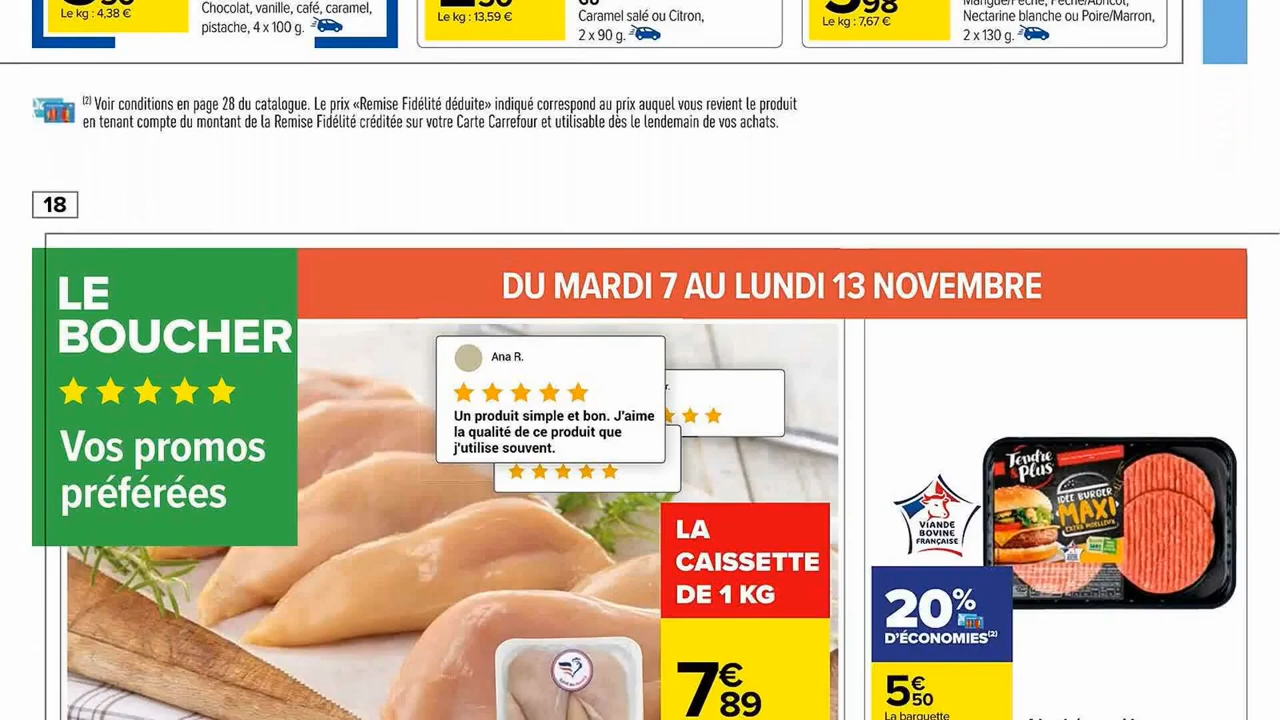 Le kg : 4,38 €
Chocolat, vanille, café, caramel,
pistache, 4 x 100 g.
Le kg : 13,59 €
Caramel salé ou Citron,
2 x 90 g.
98
Le kg : 7,67 €
Nectarine blanche ou Poire/Marron,
2 x 130 g.
(2) Voir conditions en page 28 du catalogue. Le prix «Remise Fidélité déduite» indiqué correspond au prix auquel vous revient le produit
en tenant compte du montant de la Remise Fidélité créditée sur votre Carte Carrefour et utilisable dès le lendemain de vos achats.
18
LE
BOUCHER
Vos promos
préférées
DU MARDI 7 AU LUNDI 13 NOVEMBRE
Ana R.
Un produit simple et bon. J'aime
la qualité de ce produit que
j'utilise souvent.
r.
LA
CAISSETTE
DE 1 KG
7€89
VIANDE
BOVINE
FRANÇAISE
Tendre
& Plus
IDÉE BURGER
MAXI
EXTRA MOELLEUX
20%
D'ÉCONOMIES(2)
5€50
La barquette